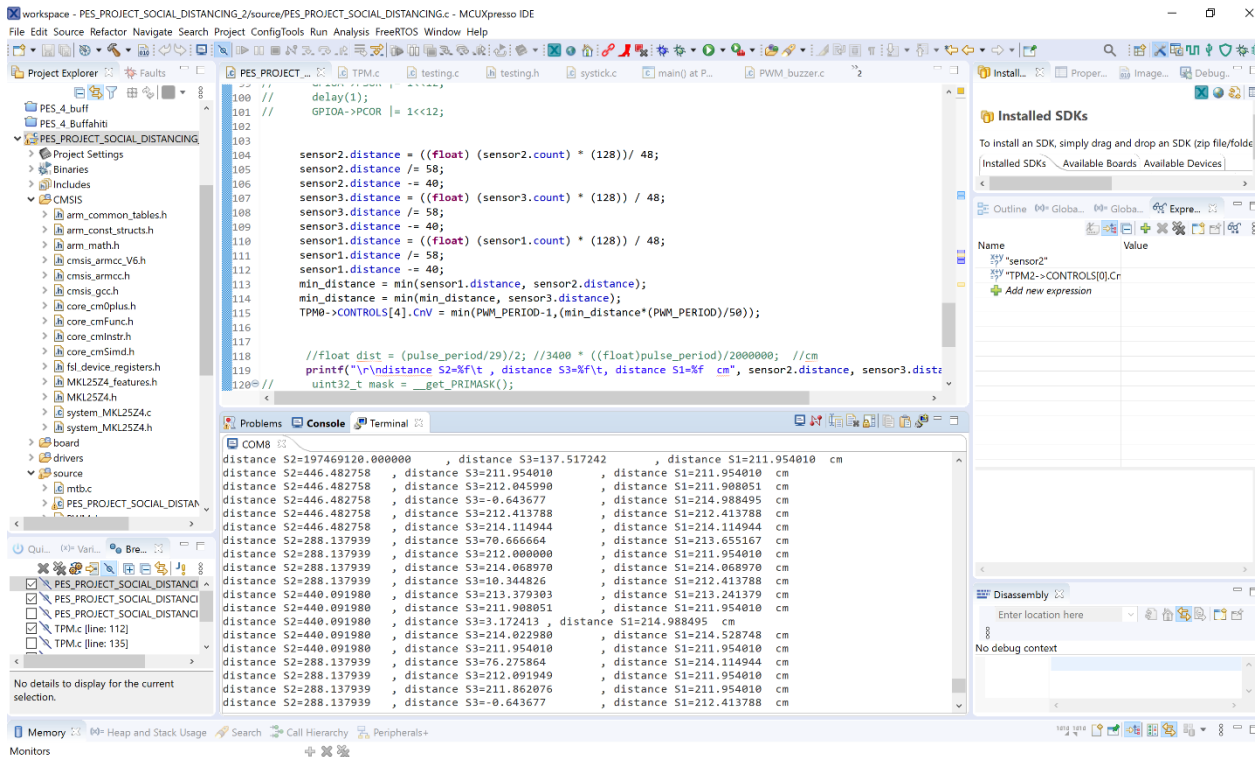 workspace - PES_PROJECT_SOCIAL_DISTANCING_2/source/PES_PROJECT_SOCIAL_DISTANCING.c - MCUXpresso IDE
File Edit Source Refactor Navigate Search Project ConfigTools Run Analysis FreeRTOS Window Help
Project Explorer Faults
PES_4_buff
PES_4_Buffahiti
PES_PROJECT_SOCIAL_DISTANCING_
Project Settings
Binaries
Includes
CMSIS
arm_common_tables.h
arm_const_structs.h
arm_math.h
cmsis_armcc_V6.h
cmsis_armcc.h
cmsis_gcc.h
core_cm0plus.h
core_cmFunc.h
core_cmInstr.h
core_cmSimd.h
fsl_device_registers.h
MKL25Z4_features.h
MKL25Z4.h
system_MKL25Z4.c
system_MKL25Z4.h
board
drivers
source
mtb.c
PES_PROJECT_SOCIAL_DISTAN
Qui... (x)= Vari... Bre...
PES_PROJECT_SOCIAL_DISTANCI
PES_PROJECT_SOCIAL_DISTANCI
PES_PROJECT_SOCIAL_DISTANCI
TPM.c [line: 112]
TPM.c [line: 135]
No details to display for the current
selection.
PES_PROJECT_... TPM.c testing.c testing.h systick.c main() at P... PWM_buzzer.c 2
100 // delay(1);
101 // GPIOA->PCOR |= 1<<12;
102
103
104 sensor2.distance = ((float) (sensor2.count) * (128))/ 48;
105 sensor2.distance /= 58;
106 sensor2.distance -= 40;
107 sensor3.distance = ((float) (sensor3.count) * (128)) / 48;
108 sensor3.distance /= 58;
109 sensor3.distance -= 40;
110 sensor1.distance = ((float) (sensor1.count) * (128)) / 48;
111 sensor1.distance /= 58;
112 sensor1.distance -= 40;
113 min_distance = min(sensor1.distance, sensor2.distance);
114 min_distance = min(min_distance, sensor3.distance);
115 TPM0->CONTROLS[4].CnV = min(PWM_PERIOD-1,(min_distance*(PWM_PERIOD)/50));
116
117
118 //float dist = (pulse_period/29)/2; //3400 * ((float)pulse_period)/2000000; //cm
119 printf("\r\ndistance S2=%f\t , distance S3=%f\t, distance S1=%f cm", sensor2.distance, sensor3.dista
120 // uint32_t mask = __get_PRIMASK();
Problems Console Terminal
COM8
distance S2=197469120.000000 , distance S3=137.517242 , distance S1=211.954010 cm
distance S2=446.482758 , distance S3=211.954010 , distance S1=211.954010 cm
distance S2=446.482758 , distance S3=212.045990 , distance S1=211.908051 cm
distance S2=446.482758 , distance S3=-0.643677 , distance S1=214.988495 cm
distance S2=446.482758 , distance S3=212.413788 , distance S1=212.413788 cm
distance S2=446.482758 , distance S3=214.114944 , distance S1=214.114944 cm
distance S2=288.137939 , distance S3=70.666664 , distance S1=213.655167 cm
distance S2=288.137939 , distance S3=212.000000 , distance S1=211.954010 cm
distance S2=288.137939 , distance S3=214.068970 , distance S1=214.068970 cm
distance S2=288.137939 , distance S3=10.344826 , distance S1=212.413788 cm
distance S2=440.091980 , distance S3=213.379303 , distance S1=213.241379 cm
distance S2=440.091980 , distance S3=211.908051 , distance S1=211.954010 cm
distance S2=440.091980 , distance S3=3.172413 , distance S1=214.988495 cm
distance S2=440.091980 , distance S3=214.022980 , distance S1=214.528748 cm
distance S2=440.091980 , distance S3=211.954010 , distance S1=211.954010 cm
distance S2=288.137939 , distance S3=76.275864 , distance S1=214.114944 cm
distance S2=288.137939 , distance S3=212.091949 , distance S1=211.954010 cm
distance S2=288.137939 , distance S3=211.862076 , distance S1=211.954010 cm
distance S2=288.137939 , distance S3=-0.643677 , distance S1=212.413788 cm
Install... Proper... Image... Debug..
Installed SDKs
To install an SDK, simply drag and drop an SDK (zip file/folde
Installed SDKs Available Boards Available Devices
Outline Globa... Globa... Expre...
Name Value
"sensor2"
"TPM2->CONTROLS[0].Cr
Add new expression
Disassembly
Enter location here
No debug context
Memory Heap and Stack Usage Search Call Hierarchy Peripherals+
Monitors